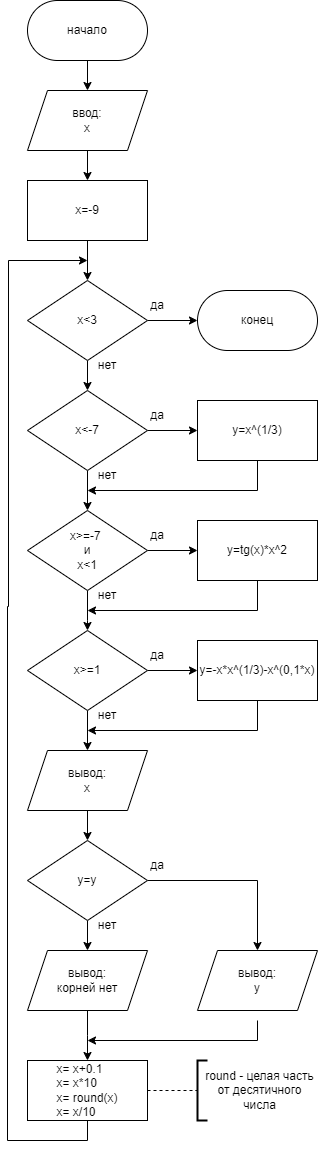 начало
ввод:
x
x=-9
x<3
да
конец
нет
x<-7
да
y=x^(1/3)
нет
x>=-7
и
x<1
да
y=tg(x)*x^2
нет
x>=1
да
y=-x*x^(1/3)-x^(0,1*x)
нет
вывод:
x
y=y
да
нет
вывод:
корней нет
вывод:
y
x= x+0.1
x= x*10
x= round(x)
x= x/10
round - целая часть
от десятичного
числа